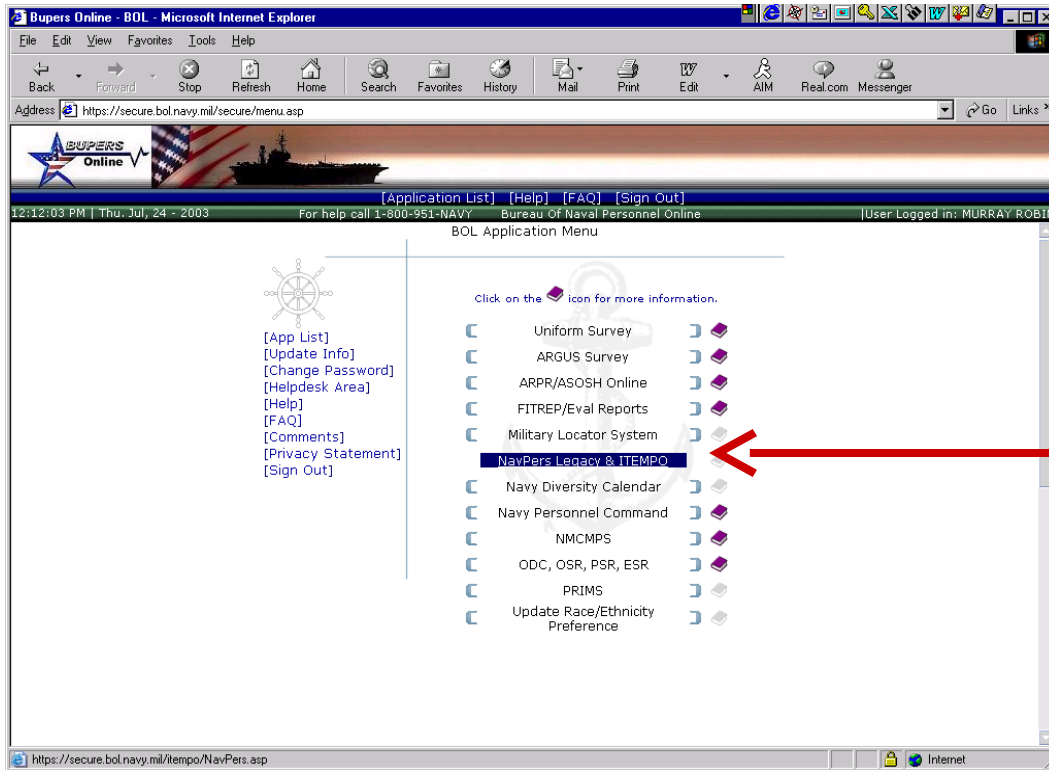 Bupers Online - BOL - Microsoft Internet Explorer
File Edit View Favorites Tools Help
Back Forward Stop Refresh Home Search Favorites History Mail Print Edit AIM Real.com Messenger
Address https://secure.bol.navy.mil/secure/menu.asp Go Links
BUPERS
Online
[Application List] [Help] [FAQ] [Sign Out]
12:12:03 PM | Thu. Jul, 24 - 2003 For help call 1-800-951-NAVY Bureau Of Naval Personnel Online |User Logged in: MURRAY ROBI
BOL Application Menu
Click on the icon for more information.
[App List]
[Update Info]
[Change Password]
[Helpdesk Area]
[Help]
[FAQ]
[Comments]
[Privacy Statement]
[Sign Out]
Uniform Survey
ARGUS Survey
ARPR/ASOSH Online
FITREP/Eval Reports
Military Locator System
NavPers Legacy & ITEMPO
Navy Diversity Calendar
Navy Personnel Command
NMCMPS
ODC, OSR, PSR, ESR
PRIMS
Update Race/Ethnicity
Preference
https://secure.bol.navy.mil/itempo/NavPers.asp Internet